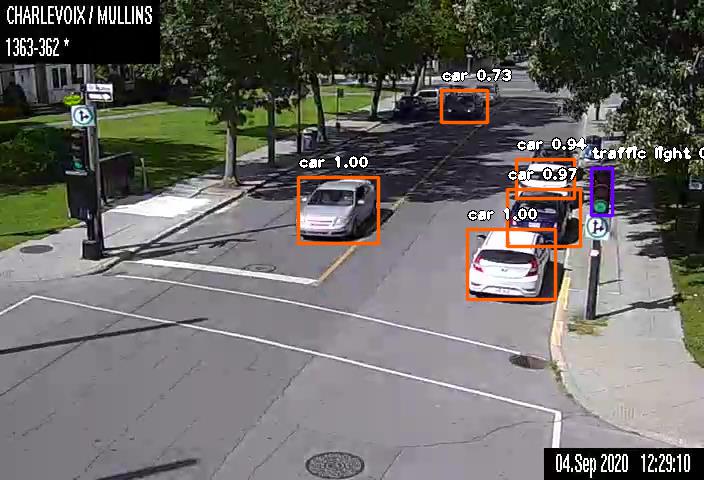 CHARLEVOIX / MULLINS
1363-362 *
car 0.73
car 0.94
traffic light 0
car 1.00
car 0.97
car 1.00
04.Sep 2020 12:29:10